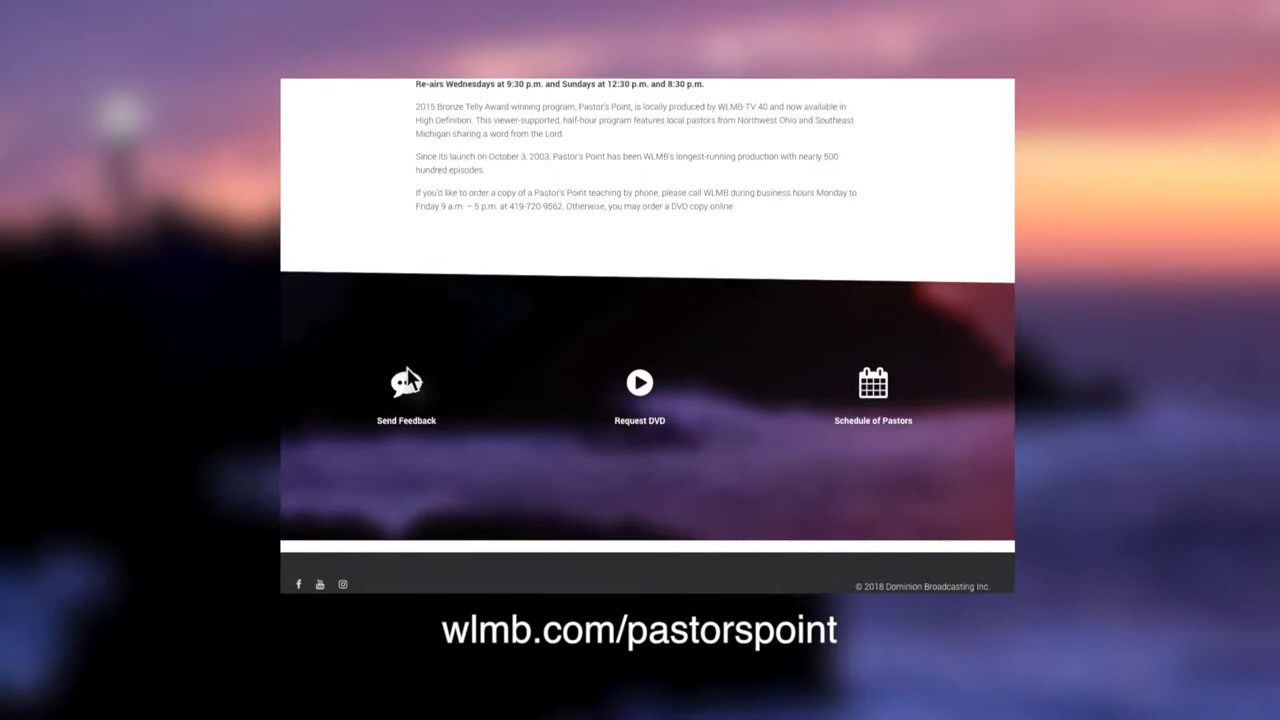 Re-airs Wednesdays at 9:30 p.m. and Sundays at 12:30 p.m. and 8:30 p.m.
2015 Bronze Telly Award winning program, Pastor's Point, is locally produced by WLMB-TV 40 and now available in
High Definition. This viewer-supported, half-hour program features local pastors from Northwest Ohio and Southeast
Michigan sharing a word from the Lord.
Since its launch on October 3, 2003, Pastor's Point has been WLMB's longest-running production with nearly 500
hundred episodes.
If you'd like to order a copy of a Pastor's Point teaching by phone, please call WLMB during business hours Monday to
Friday 9 a.m. – 5 p.m. at 419-720-9562. Otherwise, you may order a DVD copy online.
Send Feedback
Request DVD
Schedule of Pastors
© 2018 Dominion Broadcasting Inc.
wlmb.com/pastorspoint